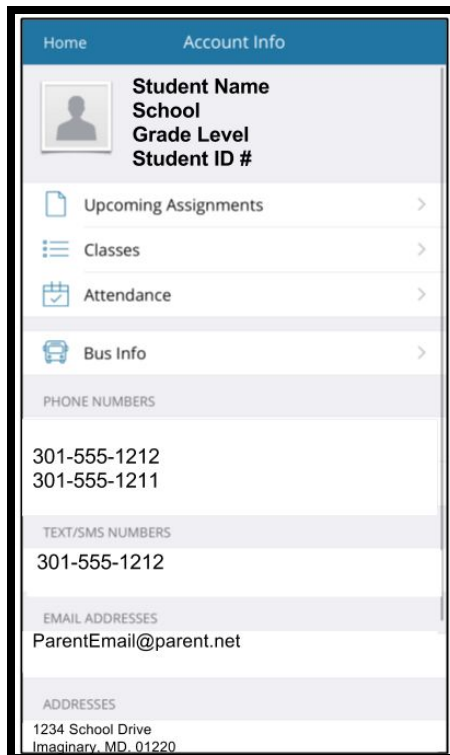 Home Account Info
Student Name
School
Grade Level
Student ID #
Upcoming Assignments
Classes
Attendance
Bus Info
PHONE NUMBERS
301-555-1212
301-555-1211
TEXT/SMS NUMBERS
301-555-1212
EMAIL ADDRESSES
ParentEmail@parent.net
ADDRESSES
1234 School Drive
Imaginary, MD, 01220